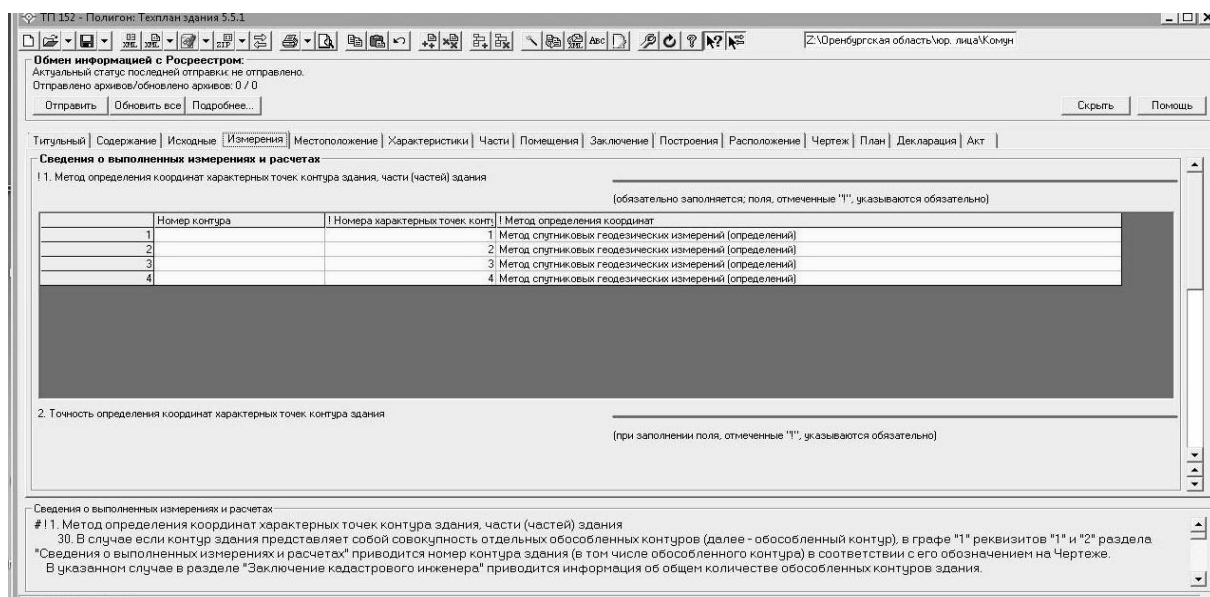 ТП 152 - Полигон: Техплан здания 5.5.1
Z:\Оренбургская область\юр. лица\Комун
Обмен информацией с Росреестром:
Актуальный статус последней отправки: не отправлено.
Отправлено архивов/обновлено архивов: 0 / 0
Отправить Обновить все Подробнее... Скрыть Помощь
Титульный Содержание Исходные Измерения Местоположение Характеристики Части Помещения Заключение Построения Расположение Чертеж План Декларация Акт
Сведения о выполненных измерениях и расчетах
! 1. Метод определения координат характерных точек контура здания, части (частей) здания
(обязательно заполняется; поля, отмеченные "!", указываются обязательно)
Номер контура ! Номера характерных точек конту ! Метод определения координат
1 1 Метод спутниковых геодезических измерений (определений)
2 2 Метод спутниковых геодезических измерений (определений)
3 3 Метод спутниковых геодезических измерений (определений)
4 4 Метод спутниковых геодезических измерений (определений)
2. Точность определения координат характерных точек контура здания
(при заполнении поля, отмеченные "!", указываются обязательно)
Сведения о выполненных измерениях и расчетах
# ! 1. Метод определения координат характерных точек контура здания, части (частей) здания
30. В случае если контур здания представляет собой совокупность отдельных обособленных контуров (далее - обособленный контур), в графе "1" реквизитов "1" и "2" раздела
"Сведения о выполненных измерениях и расчетах" приводится номер контура здания (в том числе обособленного контура) в соответствии с его обозначением на Чертеже.
В указанном случае в разделе "Заключение кадастрового инженера" приводится информация об общем количестве обособленных контуров здания.